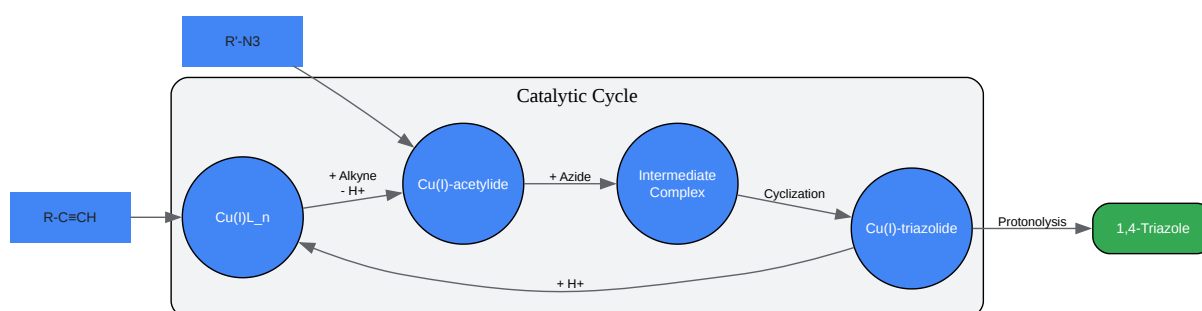 R'-N3
Catalytic Cycle
R-C≡CH
Cu(I)L_n
+ Alkyne
- H+
Cu(I)-acetylide
+ Azide
Intermediate
Complex
Cyclization
Cu(I)-triazolide
Protonolysis
1,4-Triazole
+ H+